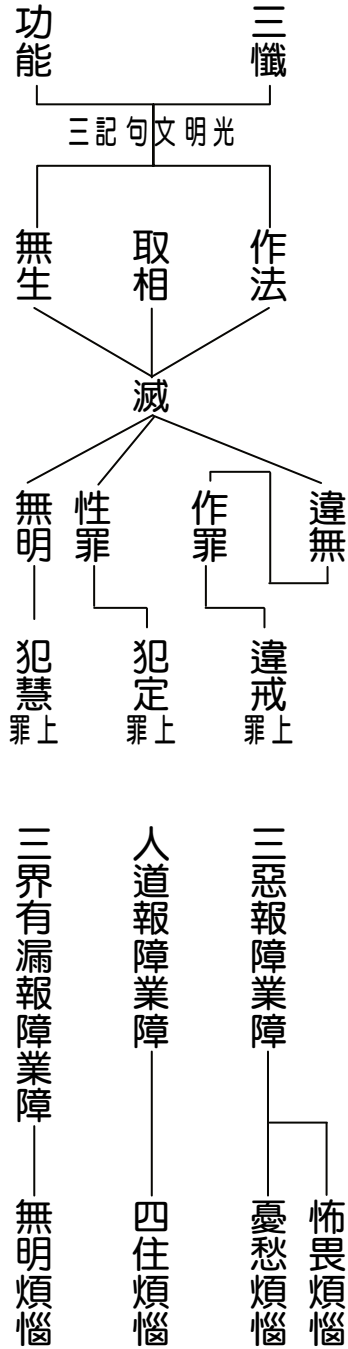 三懺
功能
光明文句記三
作法
取相
無生
滅
違無
作罪
性罪
無明
違戒上罪
犯定上罪
犯慧上罪
三惡報障業障
人道報障業障
三界有漏報障業障
怖畏煩惱
憂愁煩惱
四住煩惱
無明煩惱